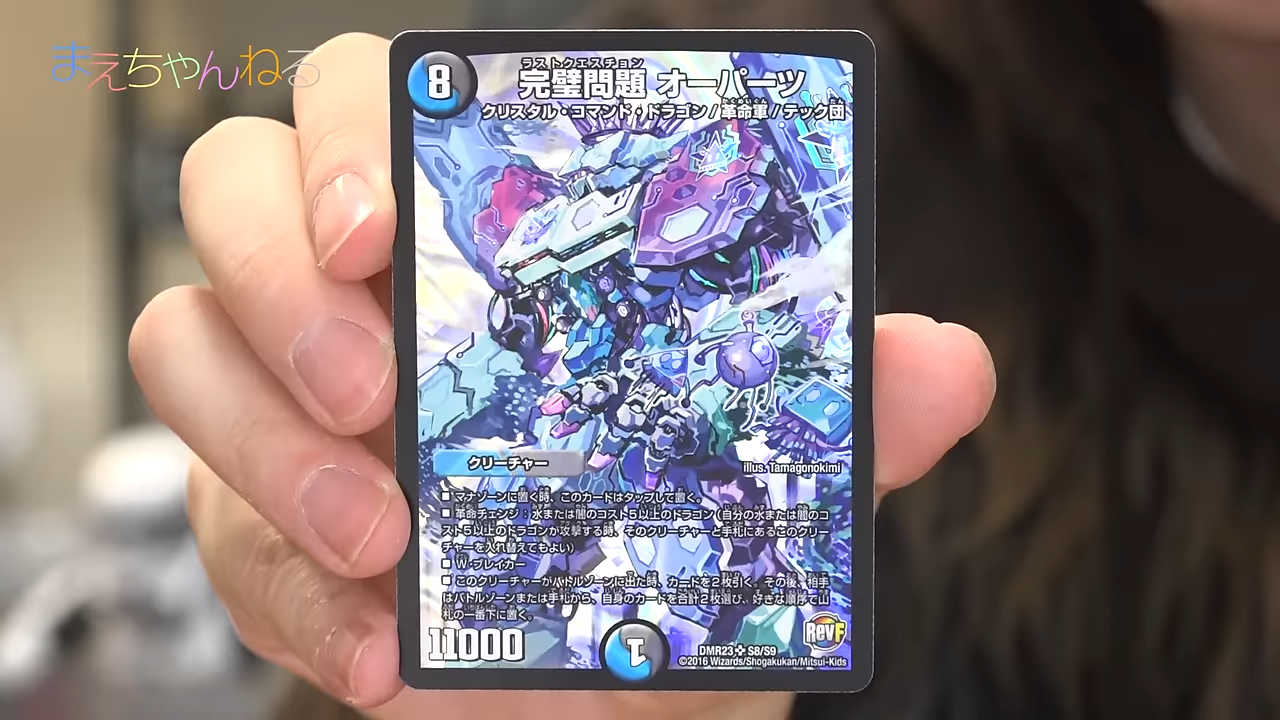 まえちゃんねる
8
ラストクエスチョン
完璧問題 オーパーツ
かくめいぐん
クリスタル・コマンド・ドラゴン / 革命軍 / テック団
クリーチャー
illus. Tamagonokimi
■ マナゾーンに置く時、このカードはタップして置く。
■ 革命チェンジ：水または闇のコスト5以上のドラゴン（自分の水または闇のコ
スト5以上のドラゴンが攻撃する時、そのクリーチャーと手札にあるこのクリー
チャーを入れ替えてもよい）
■ W・ブレイカー
■ このクリーチャーがバトルゾーンに出た時、カードを2枚引く。その後、相手
はバトルゾーンまたは手札から、自身のカードを合計2枚選び、好きな順序で山
札の一番下に置く。
11000
1
RevF
DMR23 S8/S9
©2016 Wizards/Shogakukan/Mitsui-Kids